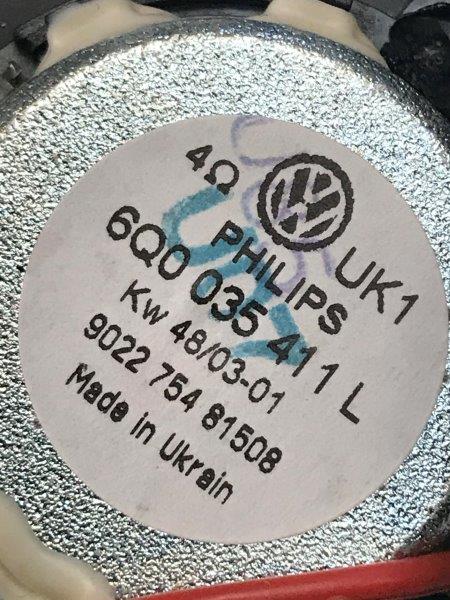 4Ω
PHILIPS UK1
6Q0 035 411 L
Kw 48/03-01
9022 754 81508
Made in Ukrain